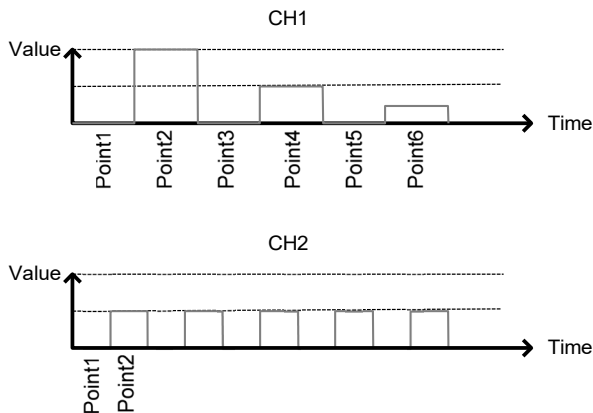 CH1
Value
Time
Point1
Point2
Point3
Point4
Point5
Point6
CH2
Value
Time
Point1
Point2